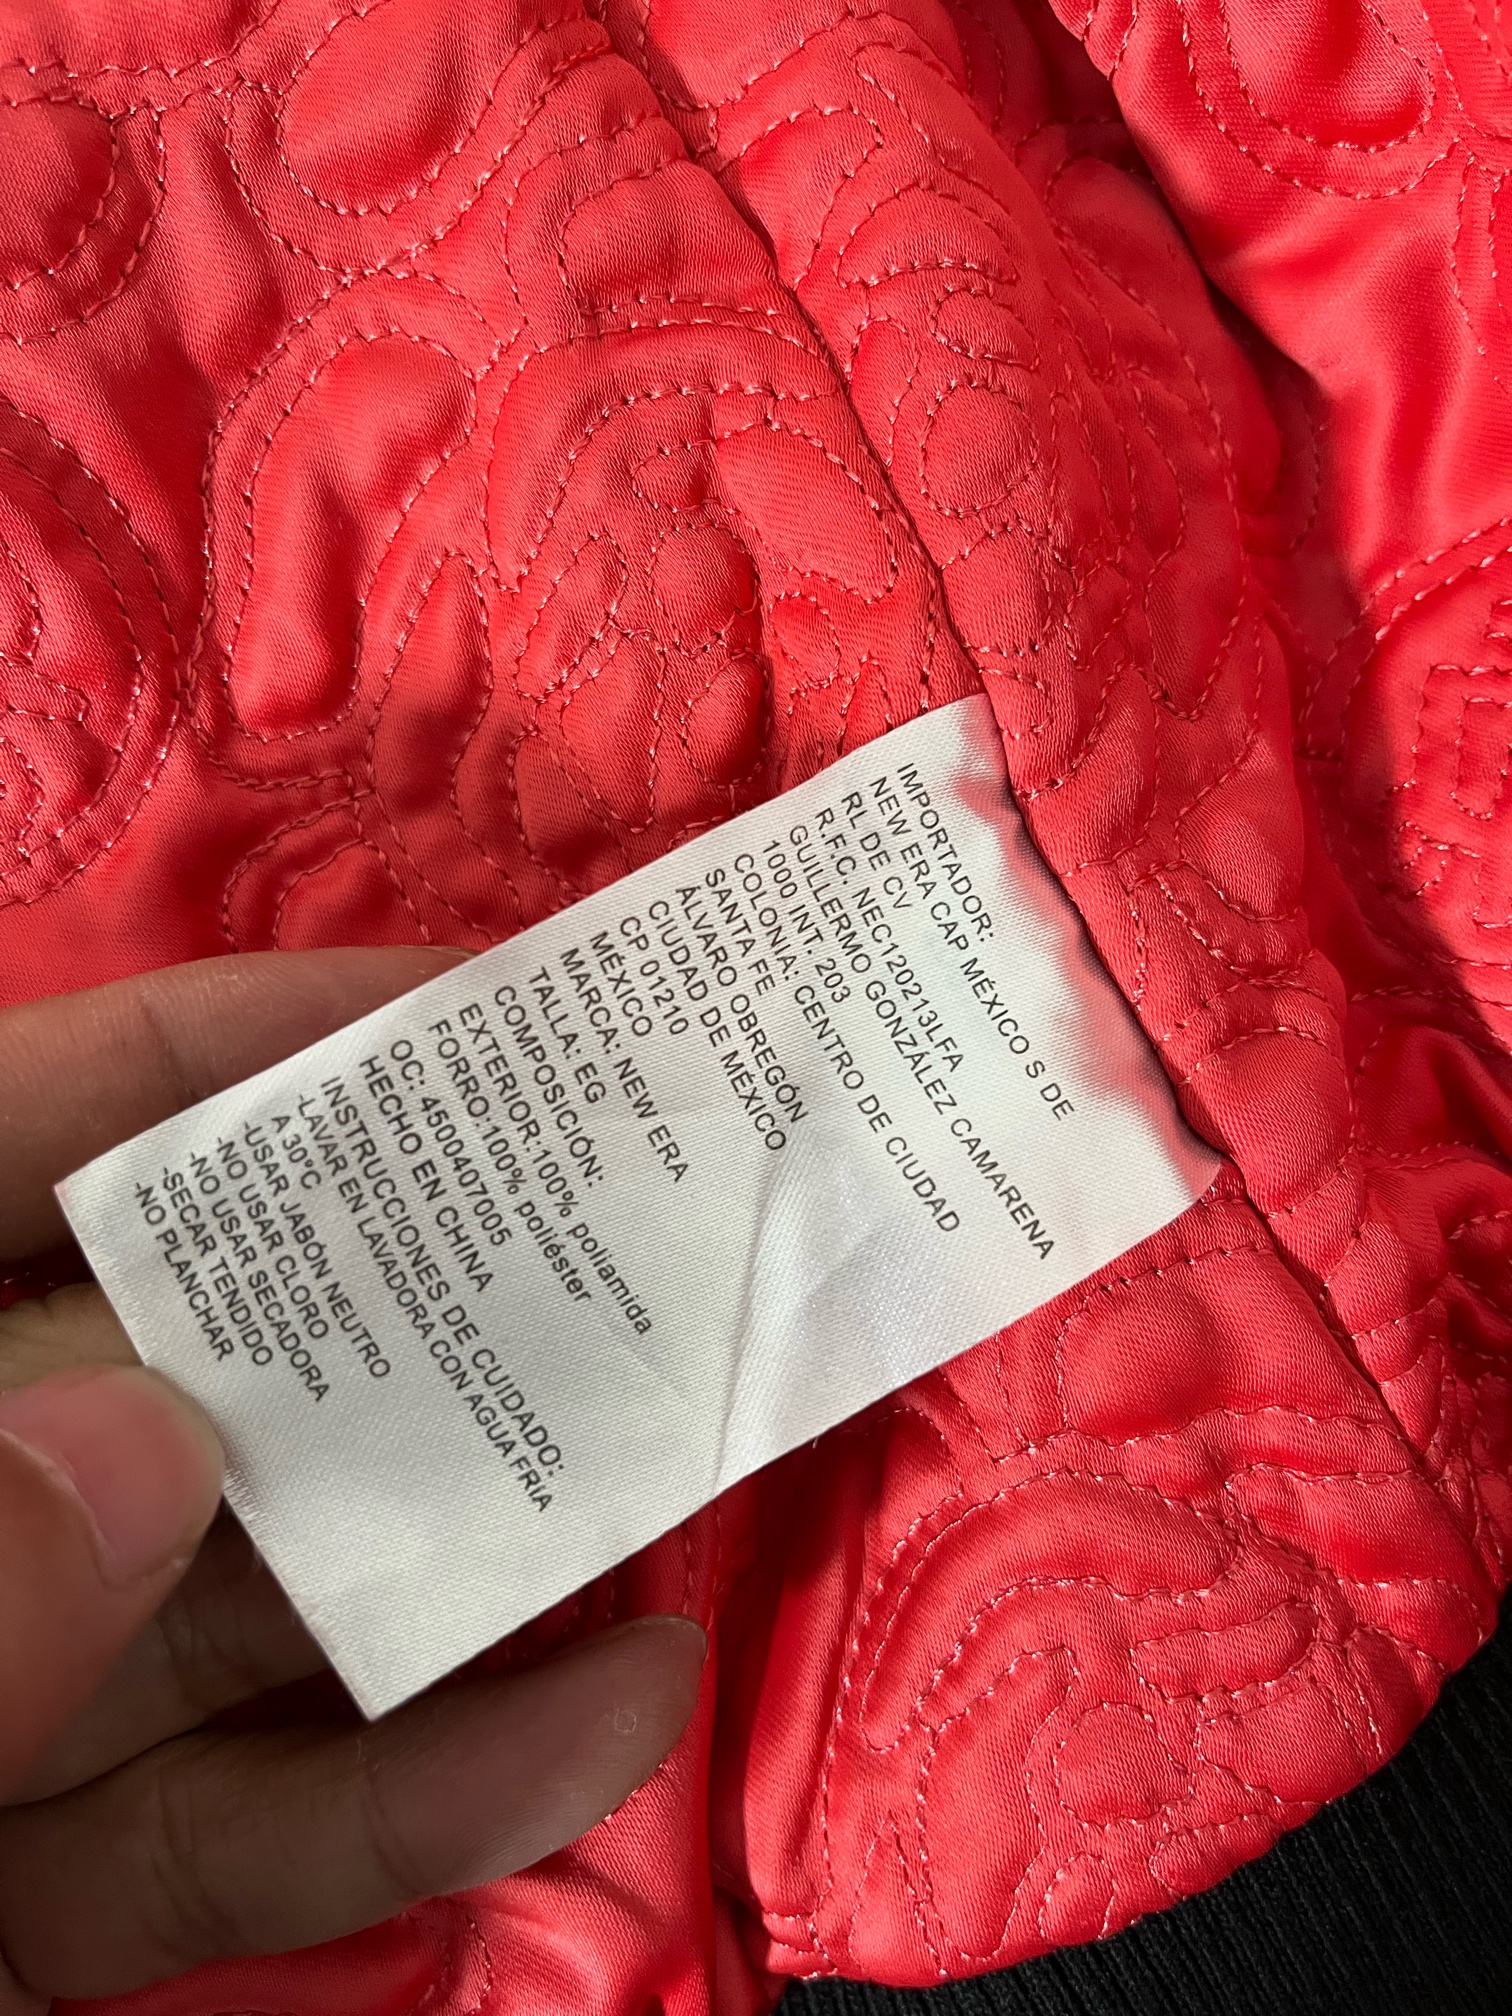 IMPORTADOR:
NEW ERA CAP MÉXICO S DE
RL DE CV
R.F.C. NEC120213LFA
GUILLERMO GONZÁLEZ CAMARENA
1000 INT. 203
COLONIA: CENTRO DE CIUDAD
SANTA FE
ÁLVARO OBREGÓN
CIUDAD DE MÉXICO
CP 01210
MÉXICO
MARCA: NEW ERA
TALLA: EG
COMPOSICIÓN:
EXTERIOR:100% poliamida
FORRO:100% poliéster
OC: 4500407005
HECHO EN CHINA
INSTRUCCIONES DE CUIDADO:
-LAVAR EN LAVADORA CON AGUA FRIA
A 30°C
-USAR JABÓN NEUTRO
-NO USAR CLORO
-NO USAR SECADORA
-SECAR TENDIDO
-NO PLANCHAR